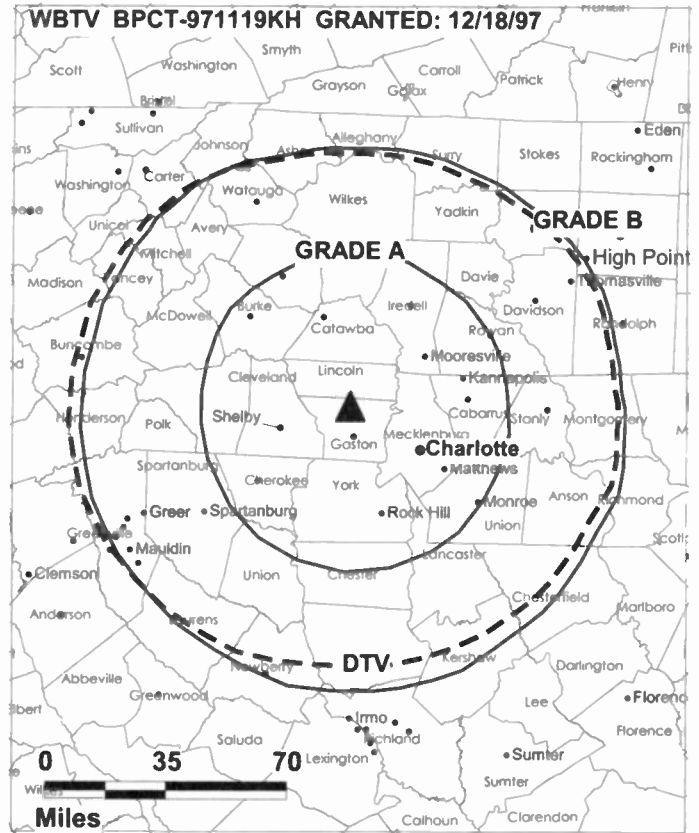 WBTV BPCT-971119KH GRANTED: 12/18/97
Smyth
Scott
Washington
Carroll
Grayson
Galax
Patrick
Henry
Bristol
Sullivan
Johnson
Ashe
Alleghany
Surry
Stokes
Eden
Rockingham
Washington
Carter
Watauga
Wilkes
Yadkin
GRADE B
Unicoi
Avery
Mitchell
GRADE A
High Point
Madison
Yancey
Davie
Thomasville
McDowell
Burke
Catawba
Iredell
Davidson
Rowan
Randolph
Buncombe
Mooresville
Lincoln
Cleveland
Kannapolis
Henderson
Polk
Shelby
Gaston
Mecklenburg
Cabarrus
Stanly
Montgomery
Charlotte
Spartanburg
Cherokee
York
Matthews
Greer
Spartanburg
Rock Hill
Monroe
Anson
Richmond
Union
Greenville
Mauldin
Clemson
Union
Chester
Lancaster
Chesterfield
Anderson
Laurens
Marlboro
DTV
Newberry
Kershaw
Darlington
Abbeville
Greenwood
Lee
Florenc
Irmo
Richland
Florence
Saluda
Lexington
Sumter
Sumter
0 35 70
Miles
Calhoun
Clarendon